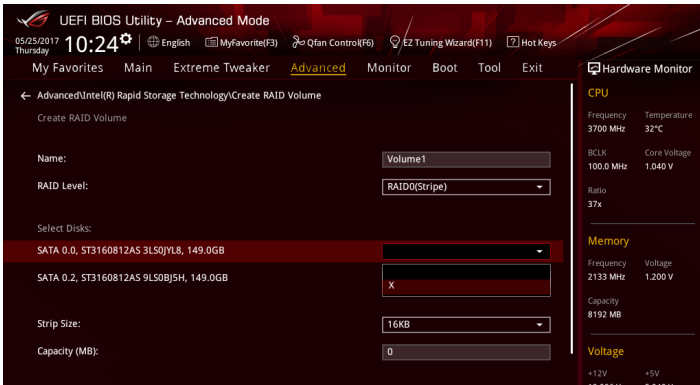 UEFI BIOS Utility – Advanced Mode
05/25/2017 Thursday 10:24 English MyFavorite(F3) Qfan Control(F6) EZ Tuning Wizard(F11) ? Hot Keys
My Favorites Main Extreme Tweaker Advanced Monitor Boot Tool Exit
Hardware Monitor
← Advanced\Intel(R) Rapid Storage Technology\Create RAID Volume
Create RAID Volume
Name: Volume1
RAID Level: RAID0(Stripe)
Select Disks:
SATA 0.0, ST3160812AS 3LS0JYL8, 149.0GB
X
SATA 0.2, ST3160812AS 9LS0BJ5H, 149.0GB
Strip Size: 16KB
Capacity (MB): 0
CPU
Frequency Temperature
3700 MHz 32°C
BCLK Core Voltage
100.0 MHz 1.040 V
Ratio
37x
Memory
Frequency Voltage
2133 MHz 1.200 V
Capacity
8192 MB
Voltage
+12V +5V